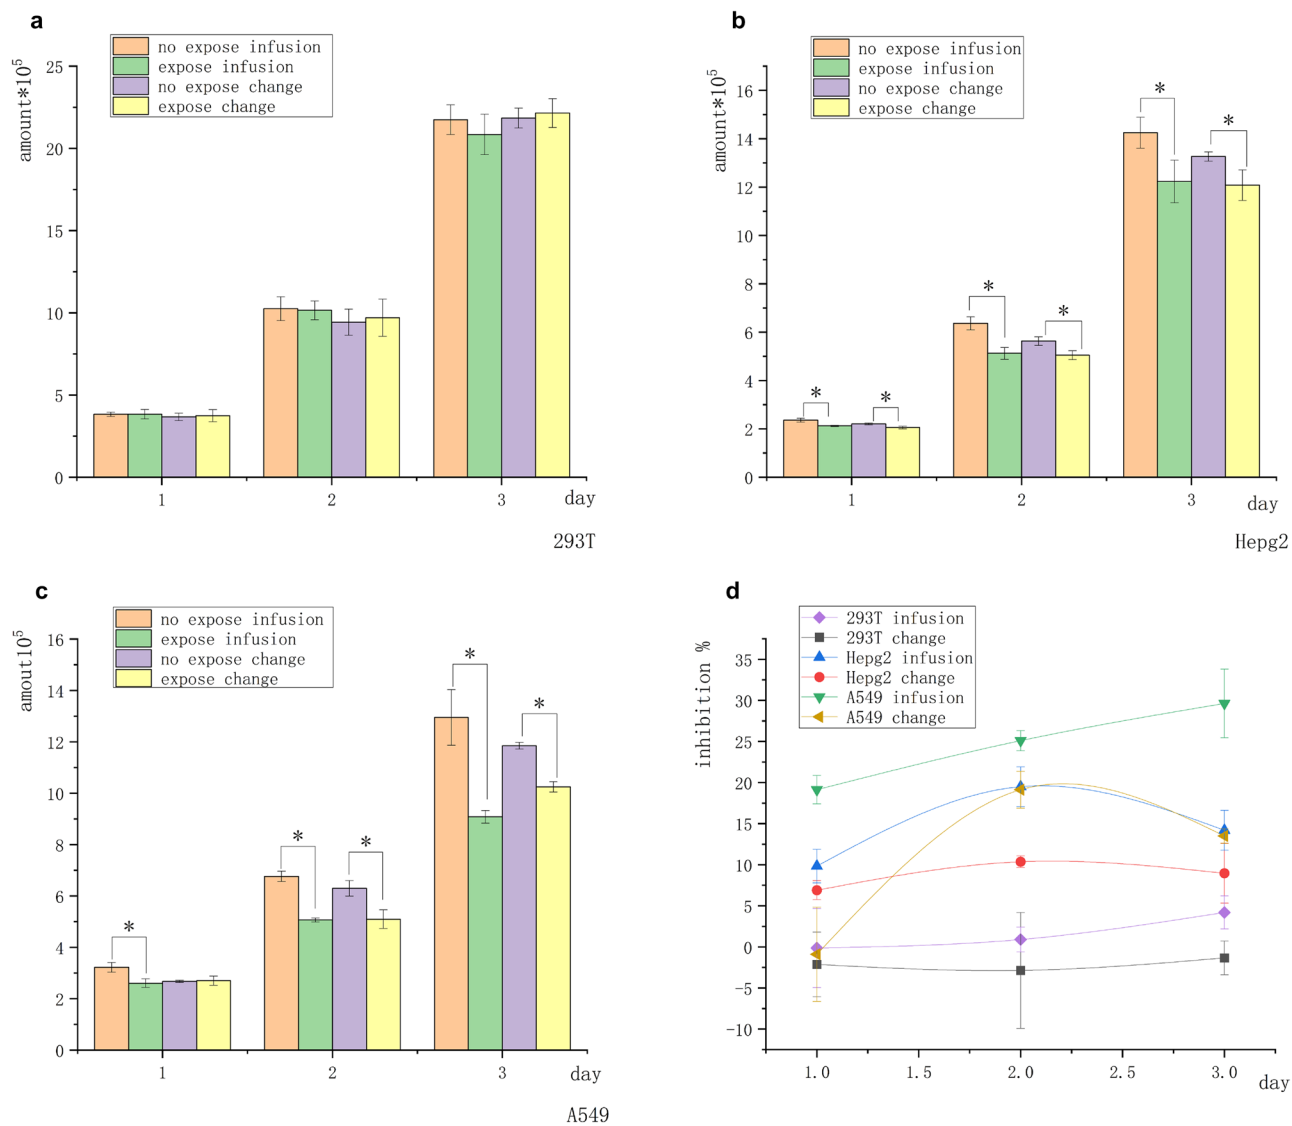 a
no expose infusion
expose infusion
no expose change
expose change
amount*10^5
25
20
15
10
5
0
1
2
3
day
293T
b
no expose infusion
expose infusion
no expose change
expose change
amount*10^5
16
14
12
10
8
6
4
2
0
*
*
*
*
*
*
1
2
3
day
Hepg2
c
no expose infusion
expose infusion
no expose change
expose change
amout10^5
16
14
12
10
8
6
4
2
0
*
*
*
*
*
1
2
3
day
A549
d
293T infusion
293T change
Hepg2 infusion
Hepg2 change
A549 infusion
A549 change
inhibition %
35
30
25
20
15
10
5
0
-5
-10
1.0
1.5
2.0
2.5
3.0
day